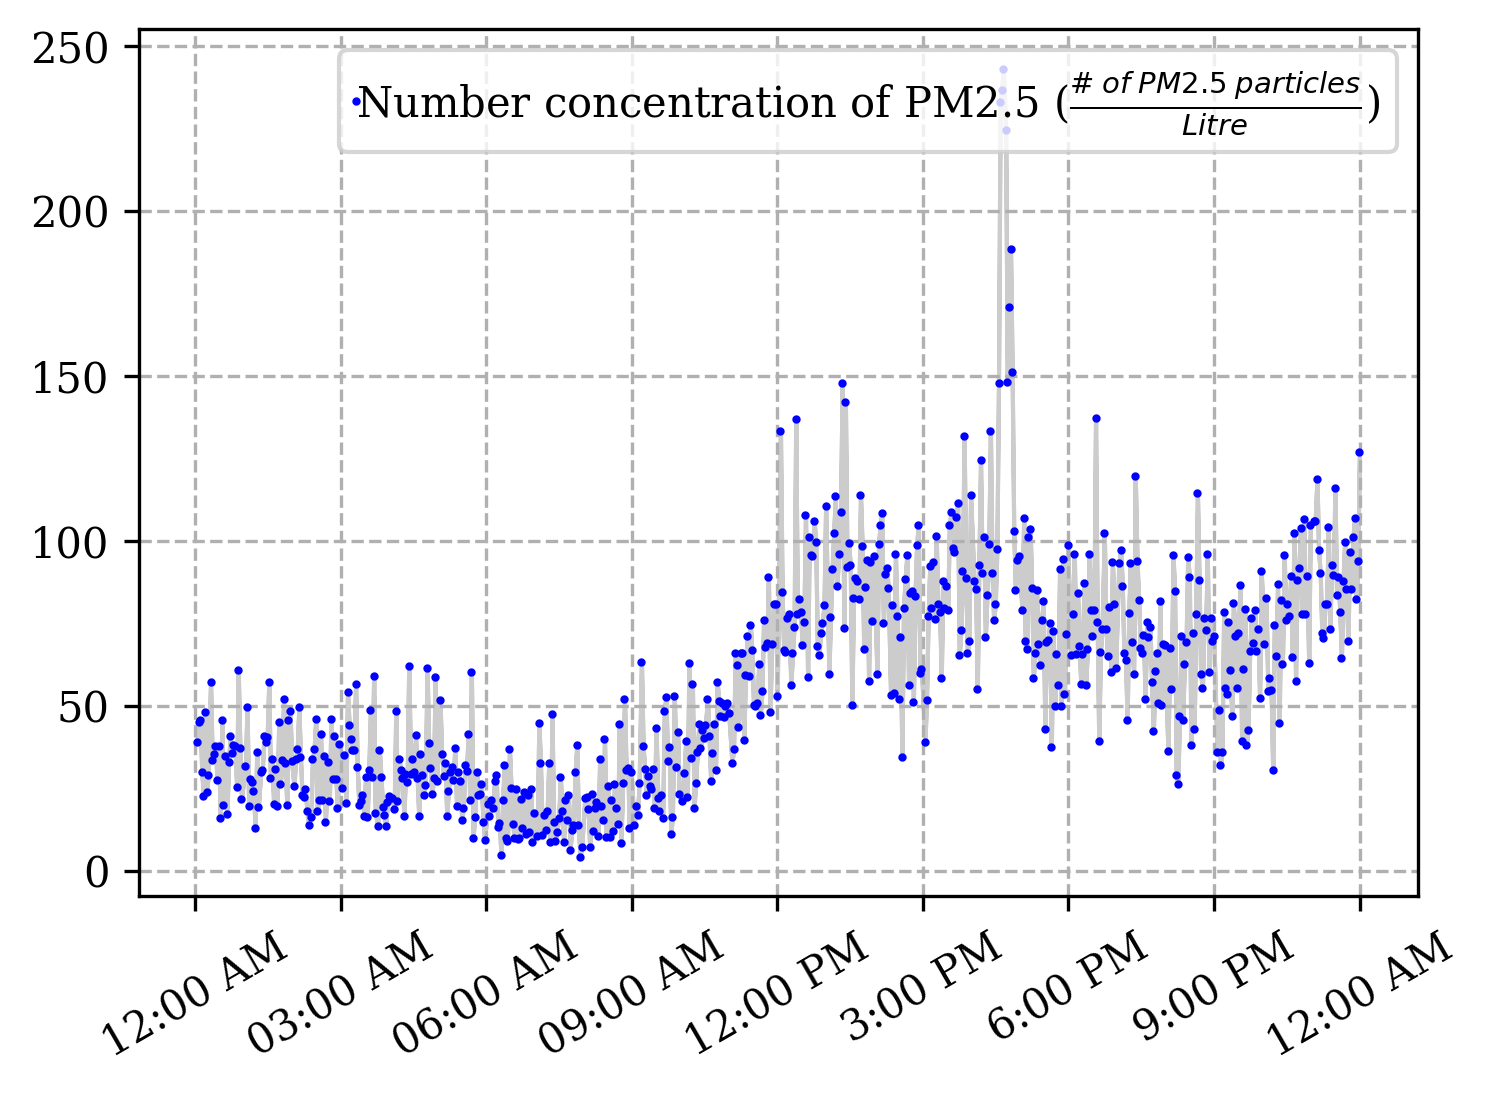 250
Number concentration of PM2.5 (# of PM2.5 particles / Litre)
200
150
100
50
0
12:00 AM
03:00 AM
06:00 AM
09:00 AM
12:00 PM
3:00 PM
6:00 PM
9:00 PM
12:00 AM